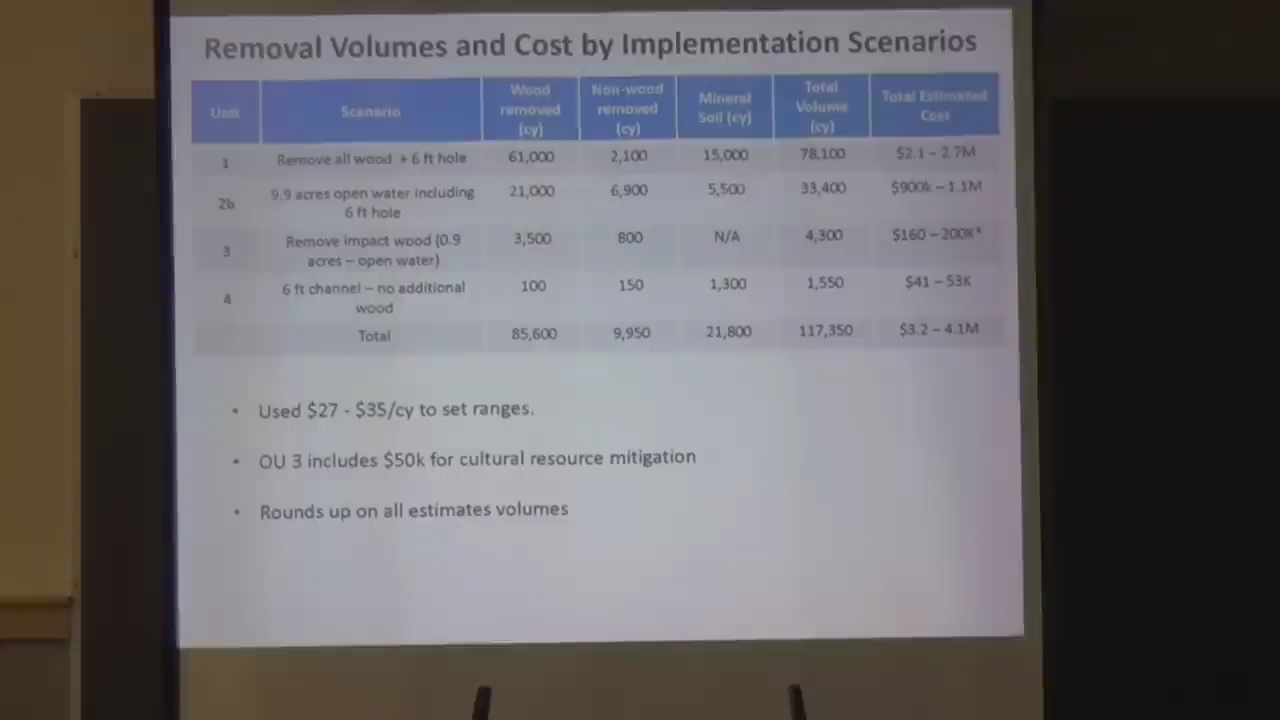 Removal Volumes and Cost by Implementation Scenarios
Unit Scenario Wood removed (cy) Non-wood removed (cy) Mineral Soil (cy) Total Volume (cy) Total Estimated Cost
1 Remove all wood + 6 ft hole 61,000 2,100 15,000 78,100 $2.1 – 2.7M
2b 9.9 acres open water including 6 ft hole 21,000 6,900 5,500 33,400 $900k – 1.1M
3 Remove impact wood (0.9 acres – open water) 3,500 800 N/A 4,300 $160 – 200K*
4 6 ft channel – no additional wood 100 150 1,300 1,550 $41 – 53K
Total 85,600 9,950 21,800 117,350 $3.2 – 4.1M
• Used $27 - $35/cy to set ranges.
• OU 3 includes $50k for cultural resource mitigation
• Rounds up on all estimates volumes